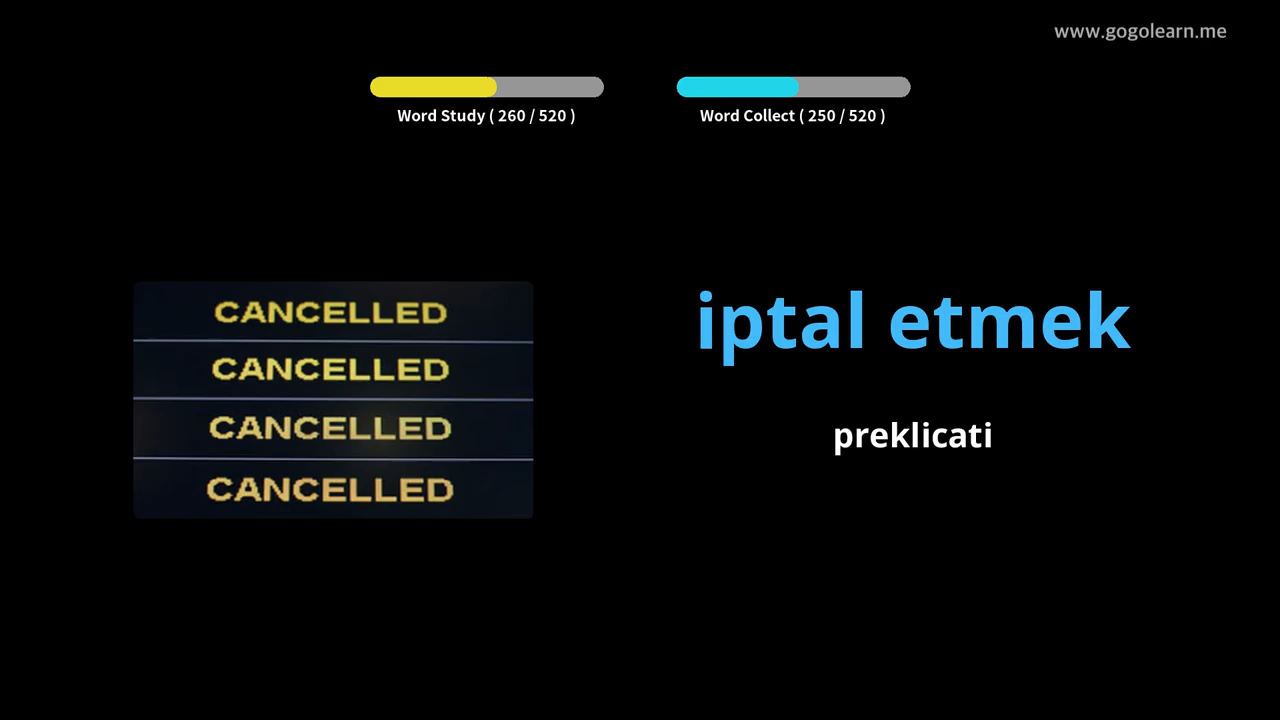 www.gogolearn.me
Word Study ( 260 / 520 )
Word Collect ( 250 / 520 )
CANCELLED
CANCELLED
CANCELLED
CANCELLED
iptal etmek
preklicati